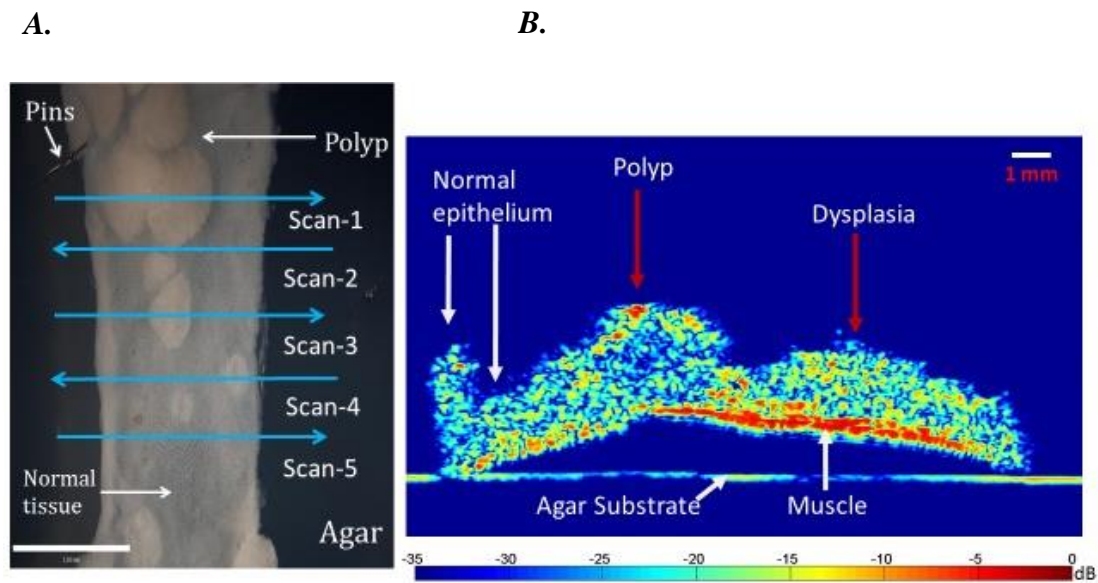 A.
B.
Pins
Polyp
Scan-1
Scan-2
Scan-3
Scan-4
Scan-5
Normal
tissue
Agar
Normal
epithelium
Polyp
Dysplasia
1 mm
Agar Substrate
Muscle
-35 -30 -25 -20 -15 -10 -5 0
dB